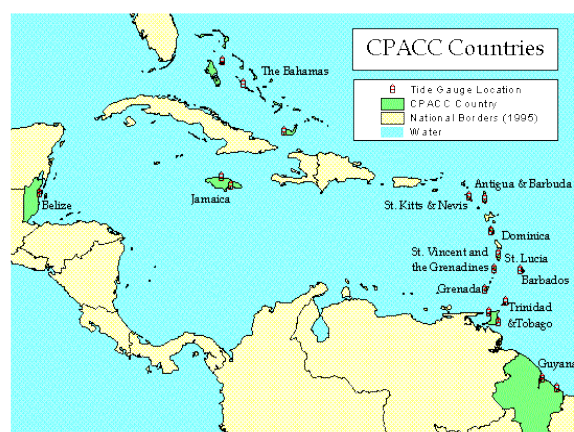 CPACC Countries
Tide Gauge Location
CPACC Country
National Borders (1995)
Water
The Bahamas
Belize
Jamaica
Antigua & Barbuda
St. Kitts & Nevis
Dominica
St. Vincent and
the Grenadines
St. Lucia
Barbados
Grenada
Trinidad
&Tobago
Guyana